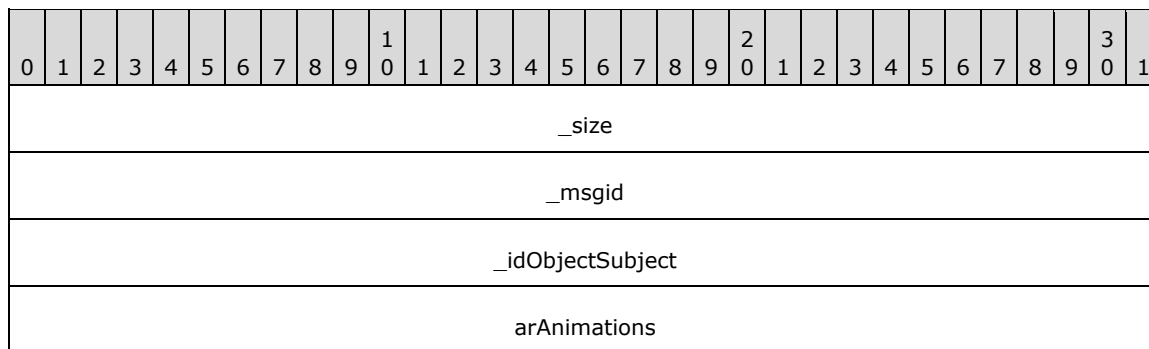 1 2 3
0 1 2 3 4 5 6 7 8 9 0 1 2 3 4 5 6 7 8 9 0 1 2 3 4 5 6 7 8 9 0 1
_size
_msgid
_idObjectSubject
arAnimations